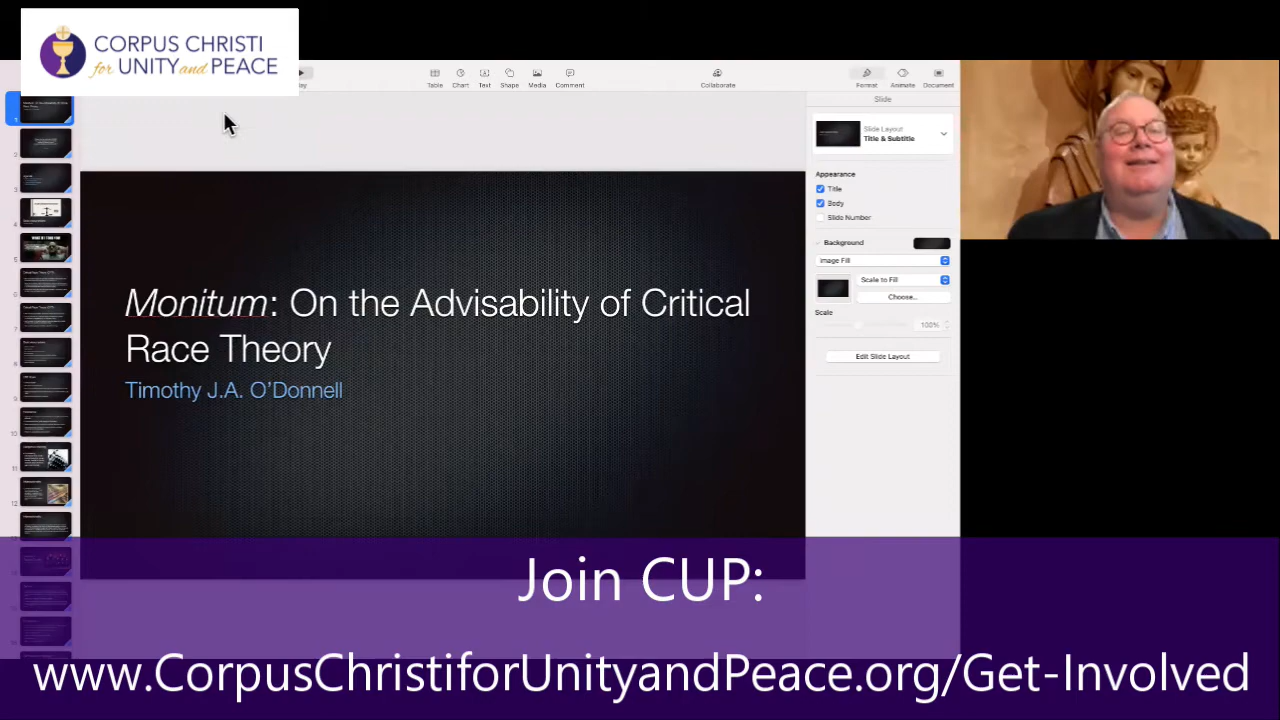 CORPUS CHRISTI
for UNITY and PEACE
Table
Chart
Text
Shape
Media
Comment
Collaborate
Format
Animate
Document
Slide
Slide Layout
Title & Subtitle
Appearance
Title
Body
Slide Number
Background
Image Fill
Scale to Fill
Choose...
Scale
100%
Edit Slide Layout
Monitum: On the Advisability of Critical
Race Theory
Timothy J.A. O'Donnell
Join CUP:
www.CorpusChristiforUnityandPeace.org/Get-Involved